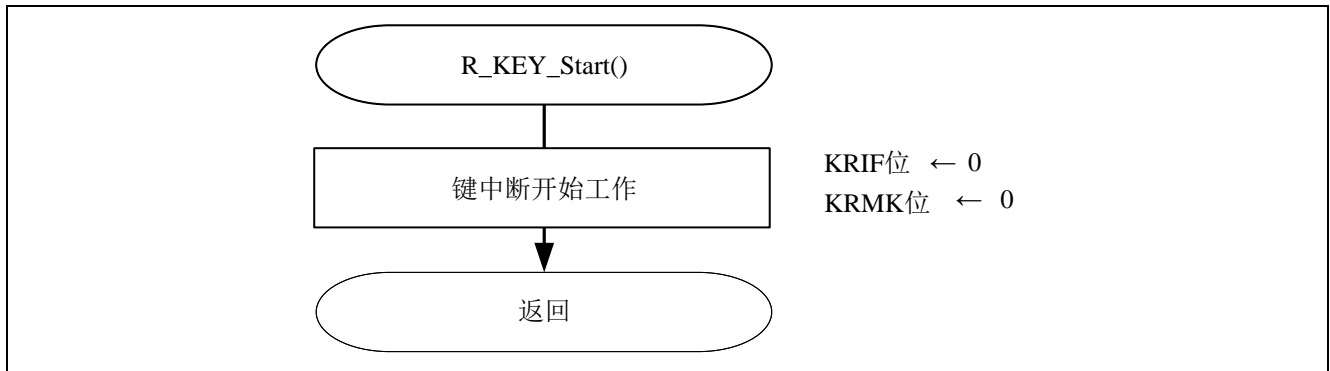 R_KEY_Start()
键中断开始工作
KRIF位 ← 0
KRMK位 ← 0
返回